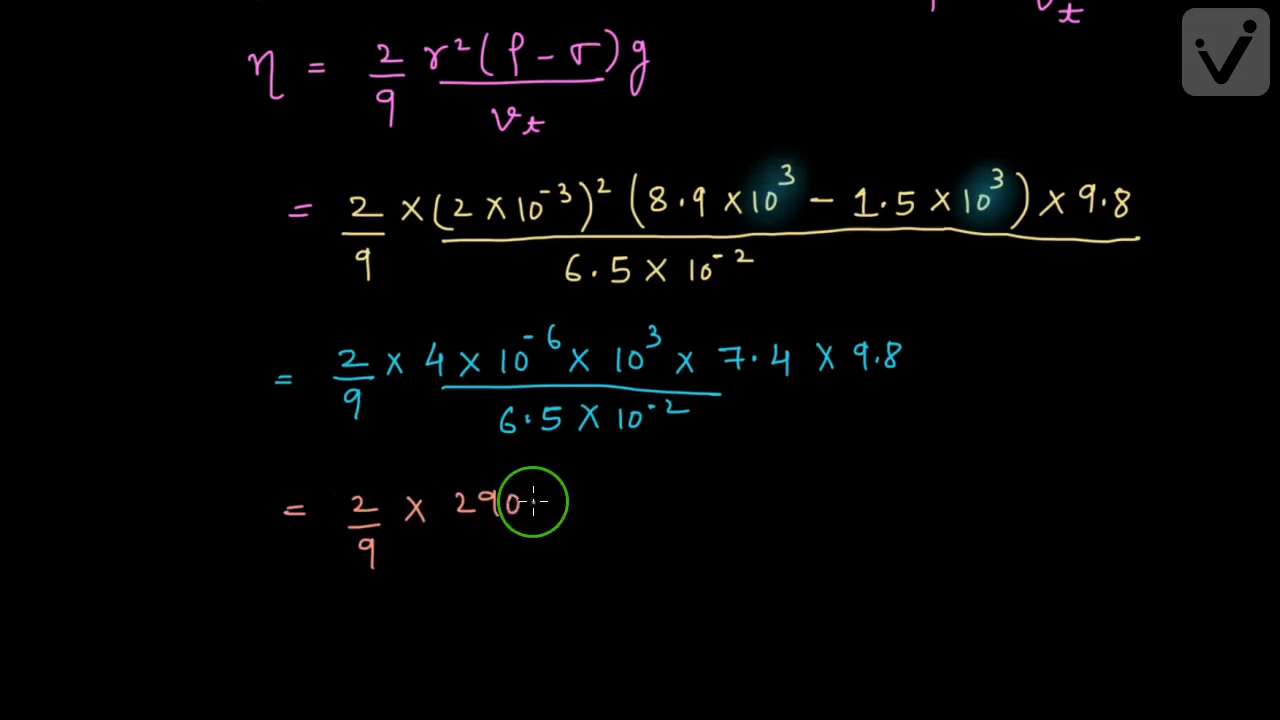 v_t
η = 2/9 r²(ρ - σ)g / v_t
= 2/9 × (2 × 10⁻³)² (8.9 × 10³ - 1.5 × 10³) × 9.8 / 6.5 × 10⁻²
= 2/9 × 4 × 10⁻⁶ × 10³ × 7.4 × 9.8 / 6.5 × 10⁻²
= 2/9 × 290